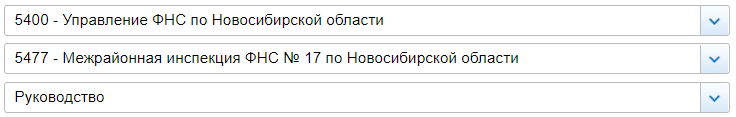 5400 - Управление ФНС по Новосибирской области
5477 - Межрайонная инспекция ФНС № 17 по Новосибирской области
Руководство